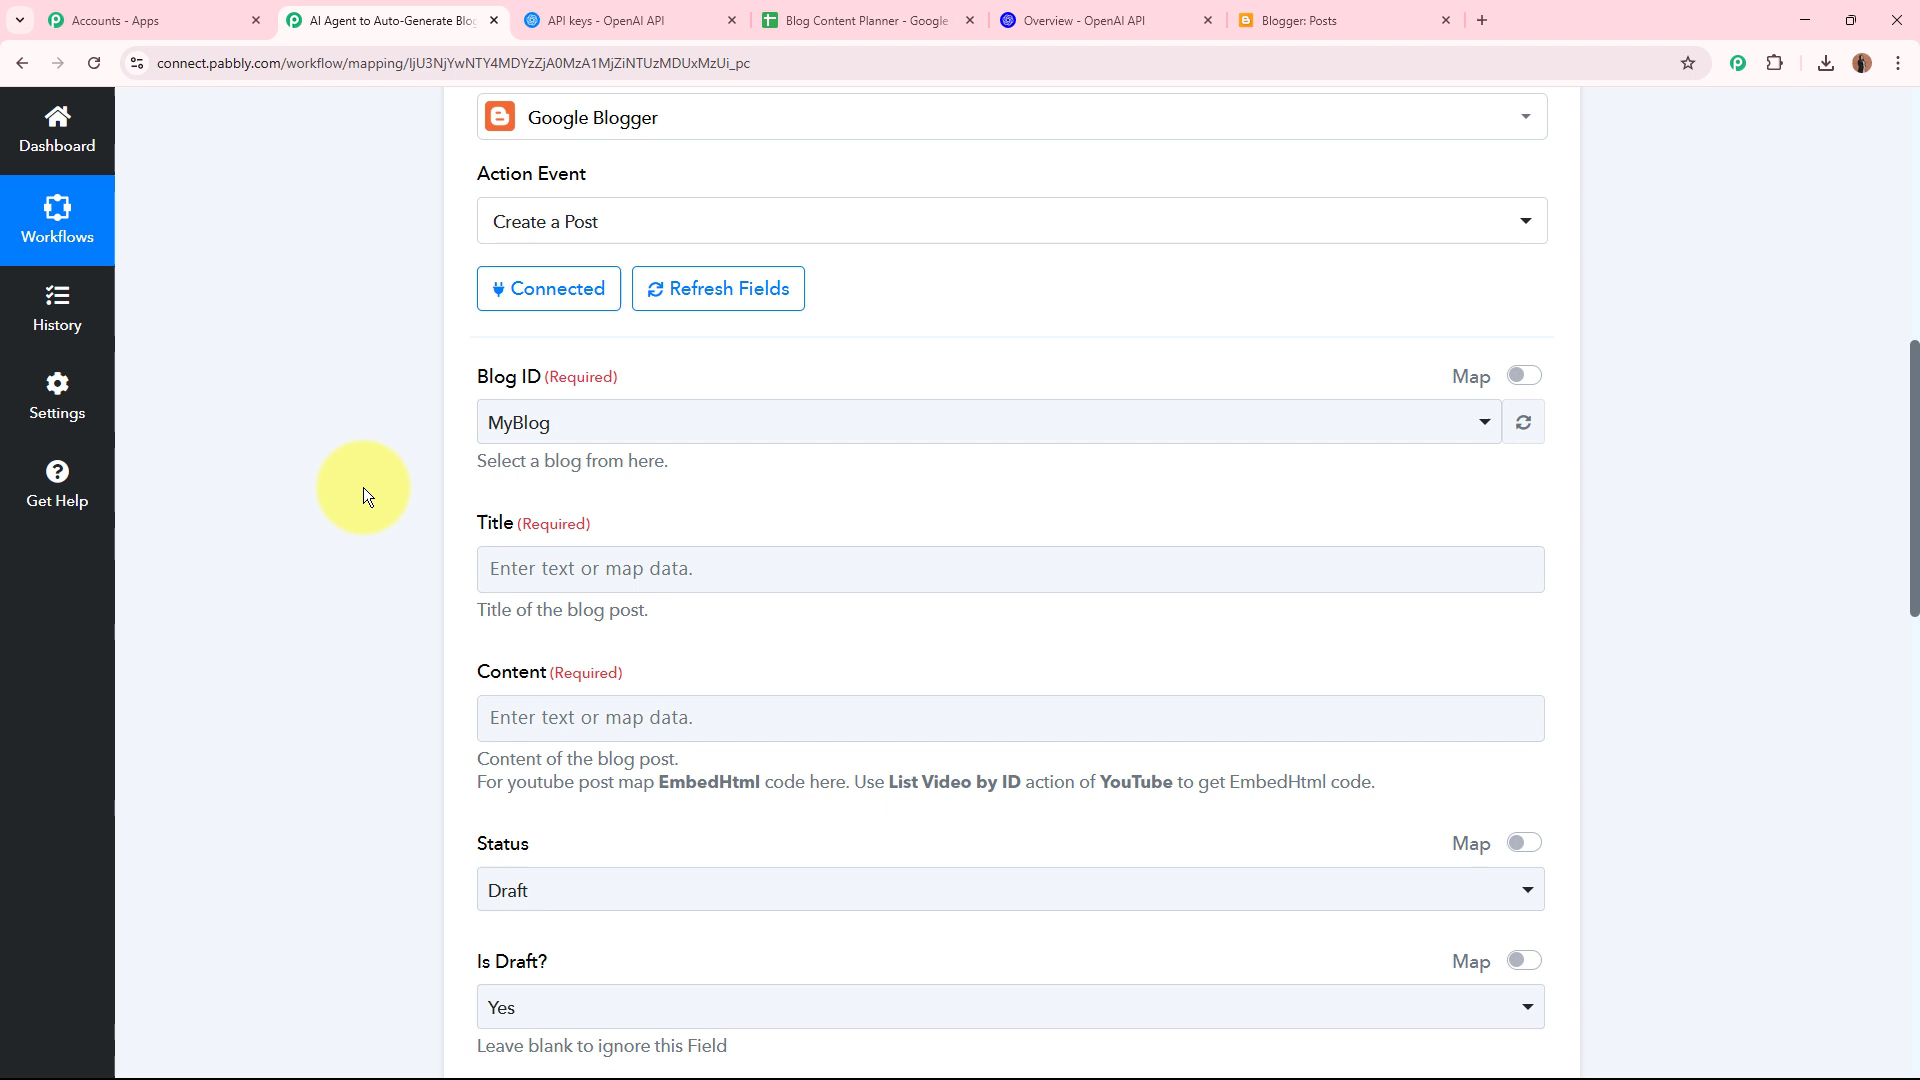 Accounts - Apps
AI Agent to Auto-Generate Blog
API keys - OpenAI API
Blog Content Planner - Google
Overview - OpenAI API
Blogger: Posts
connect.pabbly.com/workflow/mapping/IjU3NjYwNTY4MDYzZjA0MzA1MjZiNTUzMDUxMzUi_pc
Dashboard
Workflows
History
Settings
Get Help
Google Blogger
Action Event
Create a Post
Connected
Refresh Fields
Blog ID (Required)
Map
MyBlog
Select a blog from here.
Title (Required)
Enter text or map data.
Title of the blog post.
Content (Required)
Enter text or map data.
Content of the blog post.
For youtube post map EmbedHtml code here. Use List Video by ID action of YouTube to get EmbedHtml code.
Status
Map
Draft
Is Draft?
Map
Yes
Leave blank to ignore this Field